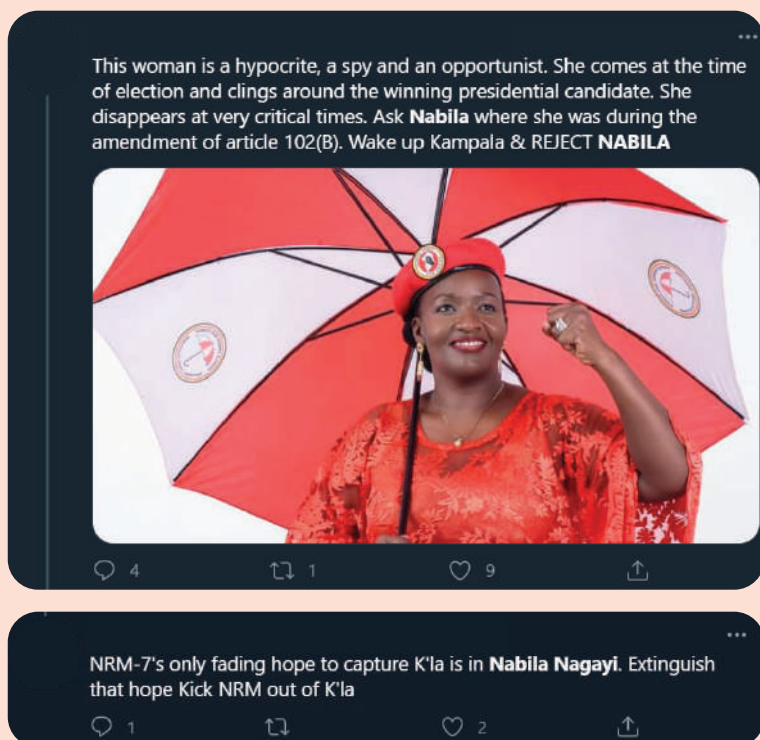 This woman is a hypocrite, a spy and an opportunist. She comes at the time
of election and clings around the winning presidential candidate. She
disappears at very critical times. Ask Nabila where she was during the
amendment of article 102(B). Wake up Kampala & REJECT NABILA
4 1 9
NRM-7's only fading hope to capture K'la is in Nabila Nagayi. Extinguish
that hope Kick NRM out of K'la
1 2